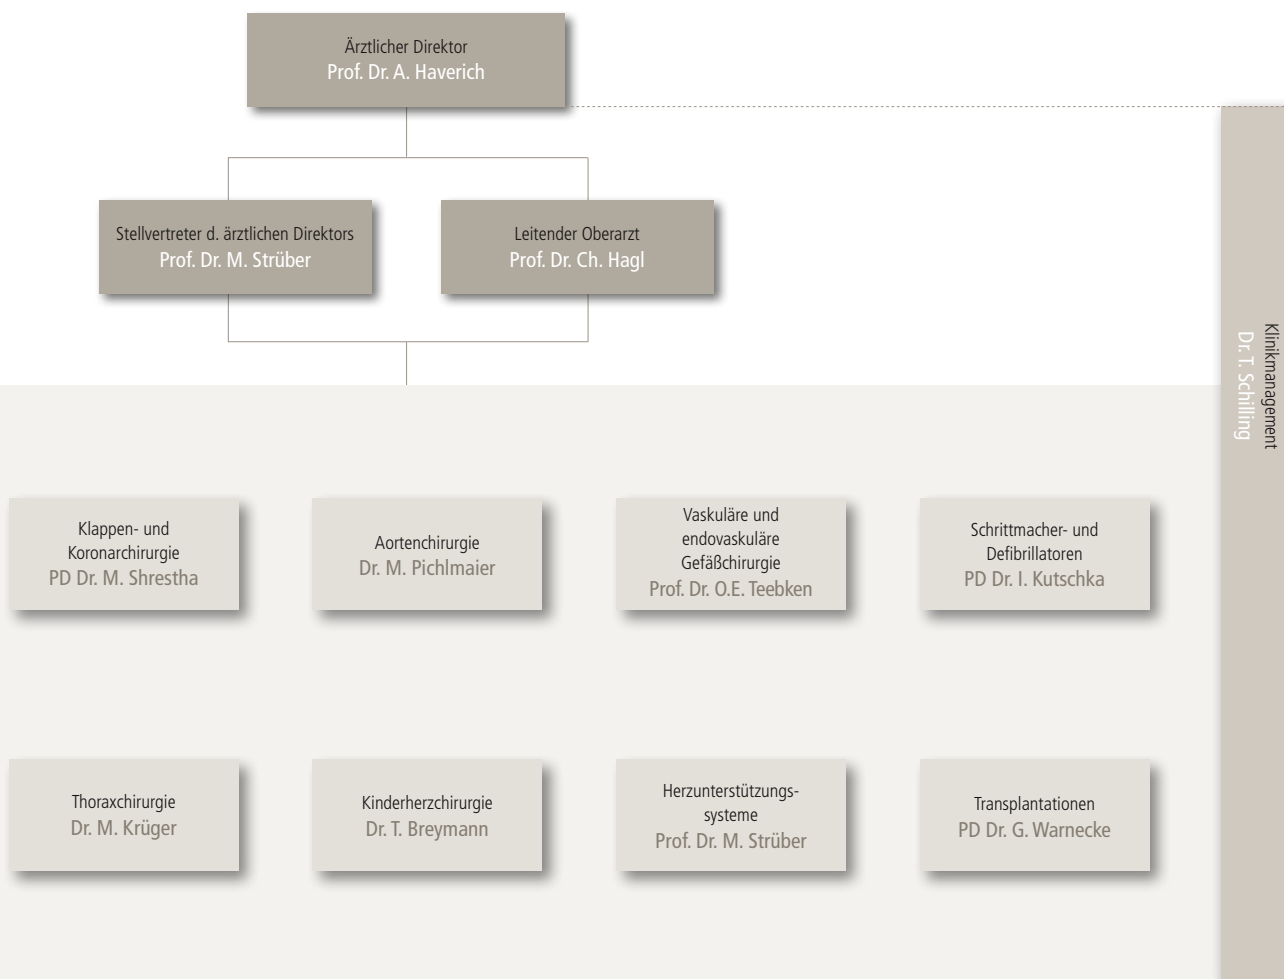 Ärztlicher Direktor
Prof. Dr. A. Haverich
Stellvertreter d. ärztlichen Direktors
Prof. Dr. M. Strüber
Leitender Oberarzt
Prof. Dr. Ch. Hagl
Klinikmanagement
Dr. T. Schilling
Klappen- und
Koronarchirurgie
PD Dr. M. Shrestha
Aortenchirurgie
Dr. M. Pichlmaier
Vaskuläre und
endovaskuläre
Gefäßchirurgie
Prof. Dr. O.E. Teebken
Schrittmacher- und
Defibrillatoren
PD Dr. I. Kutschka
Thoraxchirurgie
Dr. M. Krüger
Kinderherzchirurgie
Dr. T. Breymann
Herzunterstützungs-
systeme
Prof. Dr. M. Strüber
Transplantationen
PD Dr. G. Warnecke